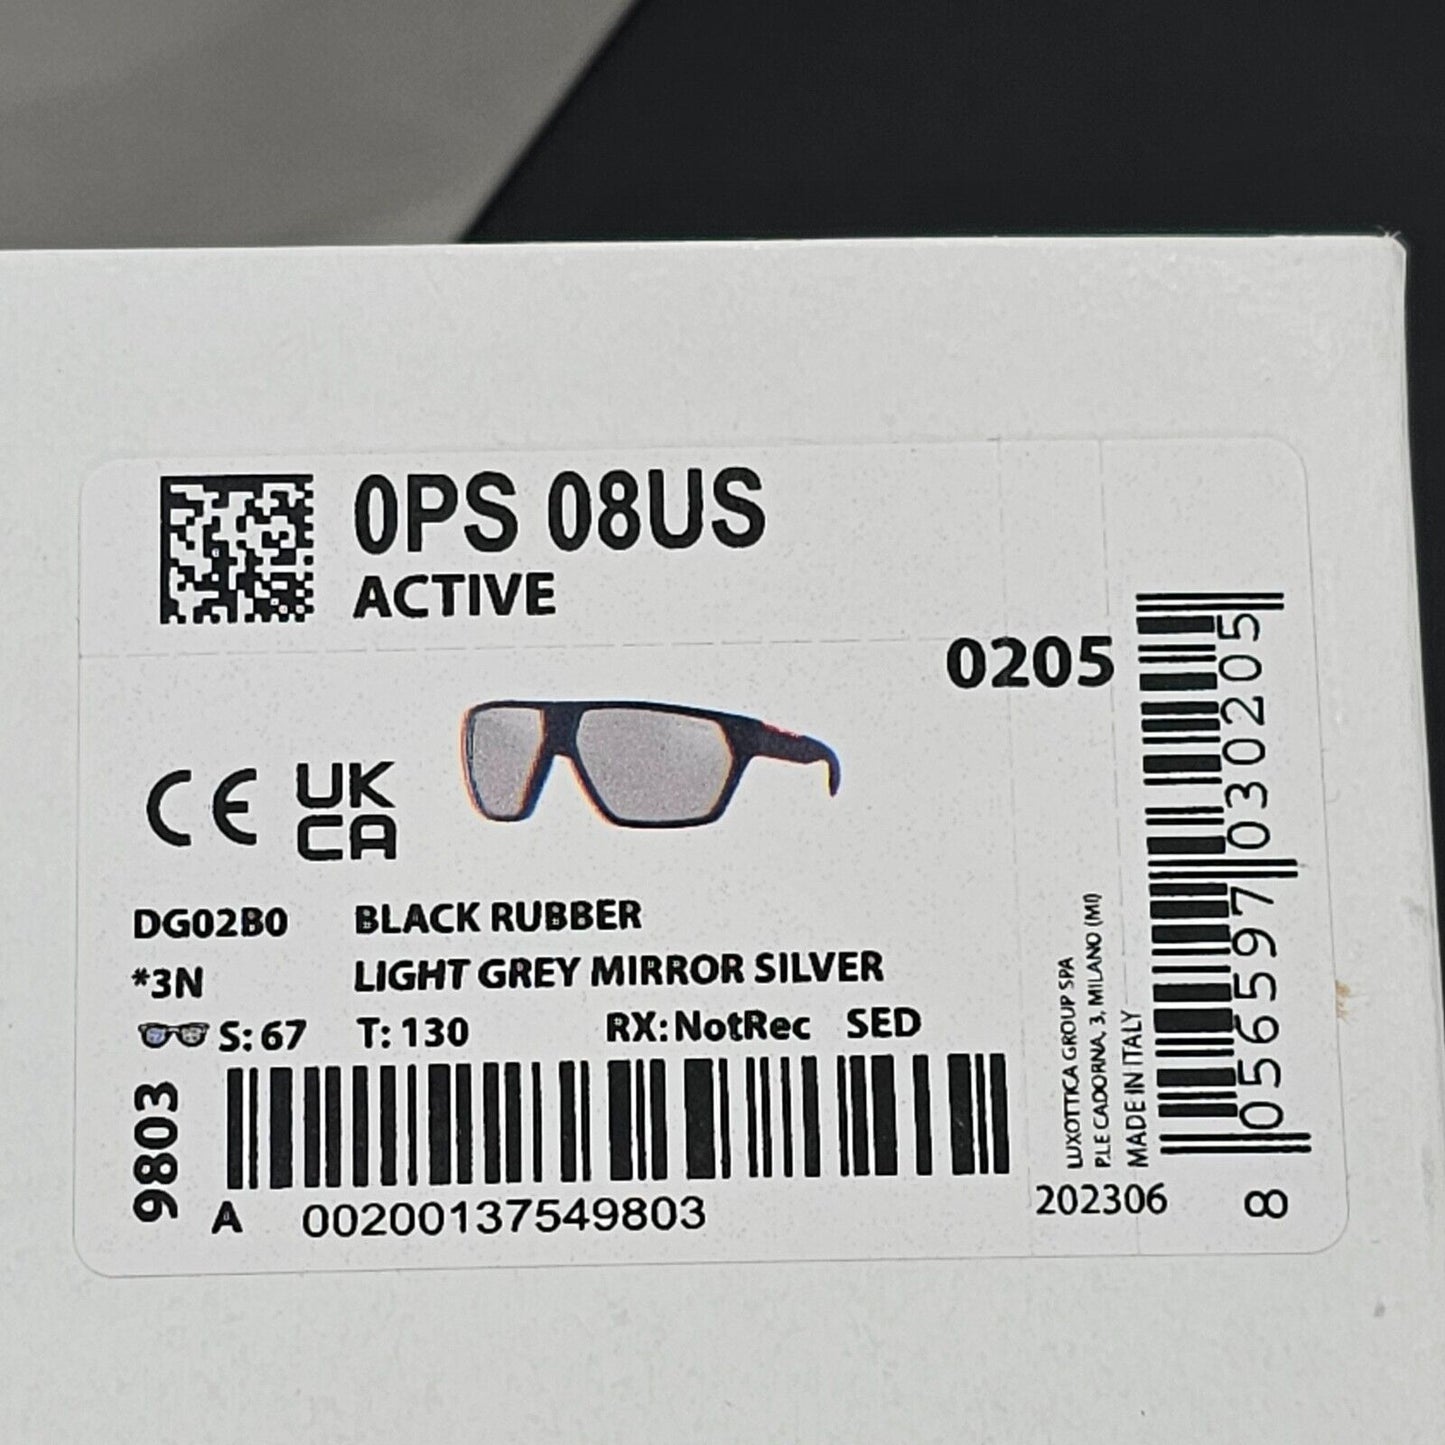 0PS 08US
ACTIVE
0205
CE
UK
CA
DG02B0 BLACK RUBBER
*3N LIGHT GREY MIRROR SILVER
S: 67 T: 130 RX: NotRec SED
9803
A 00200137549803
LUXOTTICA GROUP SPA
P.LE CADORNA, 3, MILANO (MI)
MADE IN ITALY
202306
8 056597 030205